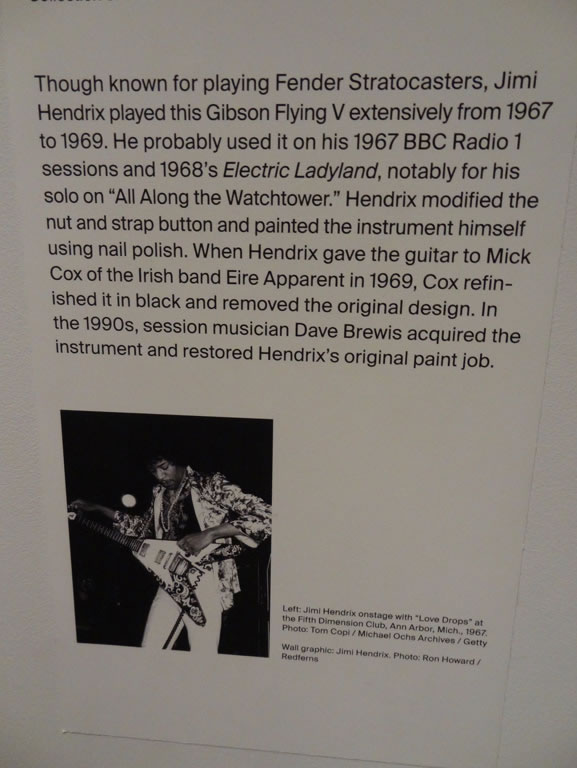 Though known for playing Fender Stratocasters, Jimi
Hendrix played this Gibson Flying V extensively from 1967
to 1969. He probably used it on his 1967 BBC Radio 1
sessions and 1968's Electric Ladyland, notably for his
solo on “All Along the Watchtower.” Hendrix modified the
nut and strap button and painted the instrument himself
using nail polish. When Hendrix gave the guitar to Mick
Cox of the Irish band Eire Apparent in 1969, Cox refin-
ished it in black and removed the original design. In
the 1990s, session musician Dave Brewis acquired the
instrument and restored Hendrix's original paint job.
Left: Jimi Hendrix onstage with "Love Drops" at
the Fifth Dimension Club, Ann Arbor, Mich., 1967.
Photo: Tom Copi / Michael Ochs Archives / Getty
Wall graphic: Jimi Hendrix. Photo: Ron Howard /
Redferns